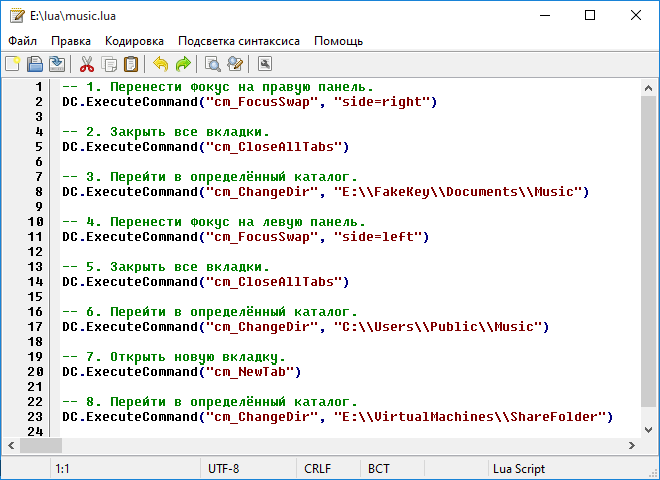 E:\lua\music.lua
Файл Правка Кодировка Подсветка синтаксиса Помощь
1 -- 1. Перенести фокус на правую панель.
2 DC.ExecuteCommand("cm_FocusSwap", "side=right")
3
4 -- 2. Закрыть все вкладки.
5 DC.ExecuteCommand("cm_CloseAllTabs")
6
7 -- 3. Перейти в определённый каталог.
8 DC.ExecuteCommand("cm_ChangeDir", "E:\\FakeKey\\Documents\\Music")
9
10 -- 4. Перенести фокус на левую панель.
11 DC.ExecuteCommand("cm_FocusSwap", "side=left")
12
13 -- 5. Закрыть все вкладки.
14 DC.ExecuteCommand("cm_CloseAllTabs")
15
16 -- 6. Перейти в определённый каталог.
17 DC.ExecuteCommand("cm_ChangeDir", "C:\\Users\\Public\\Music")
18
19 -- 7. Открыть новую вкладку.
20 DC.ExecuteCommand("cm_NewTab")
21
22 -- 8. Перейти в определённый каталог.
23 DC.ExecuteCommand("cm_ChangeDir", "E:\\VirtualMachines\\ShareFolder")
24
1:1 UTF-8 CRLF ВСТ Lua Script